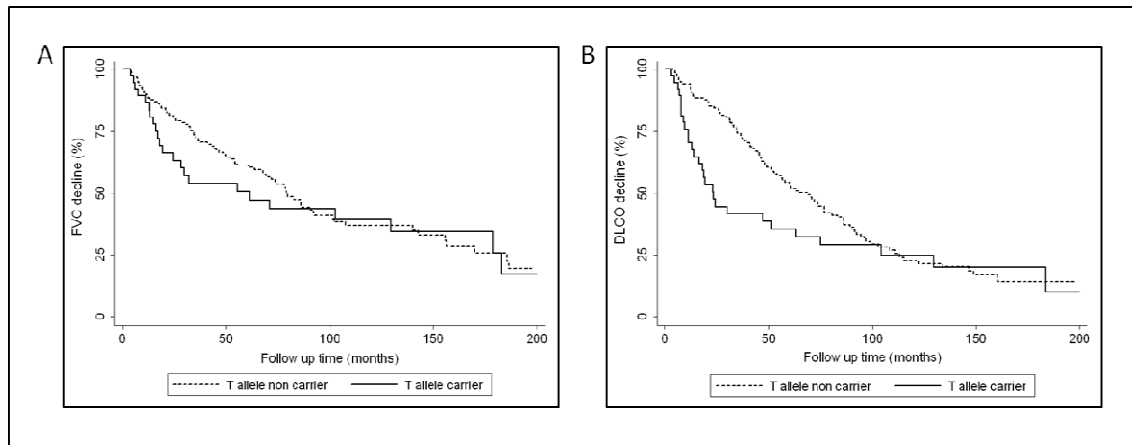 A
FVC decline (%)
100
75
50
25
0
0 50 100 150 200
Follow up time (months)
T allele non carrier T allele carrier
B
DLCO decline (%)
100
75
50
25
0
0 50 100 150 200
Follow up time (months)
T allele non carrier T allele carrier